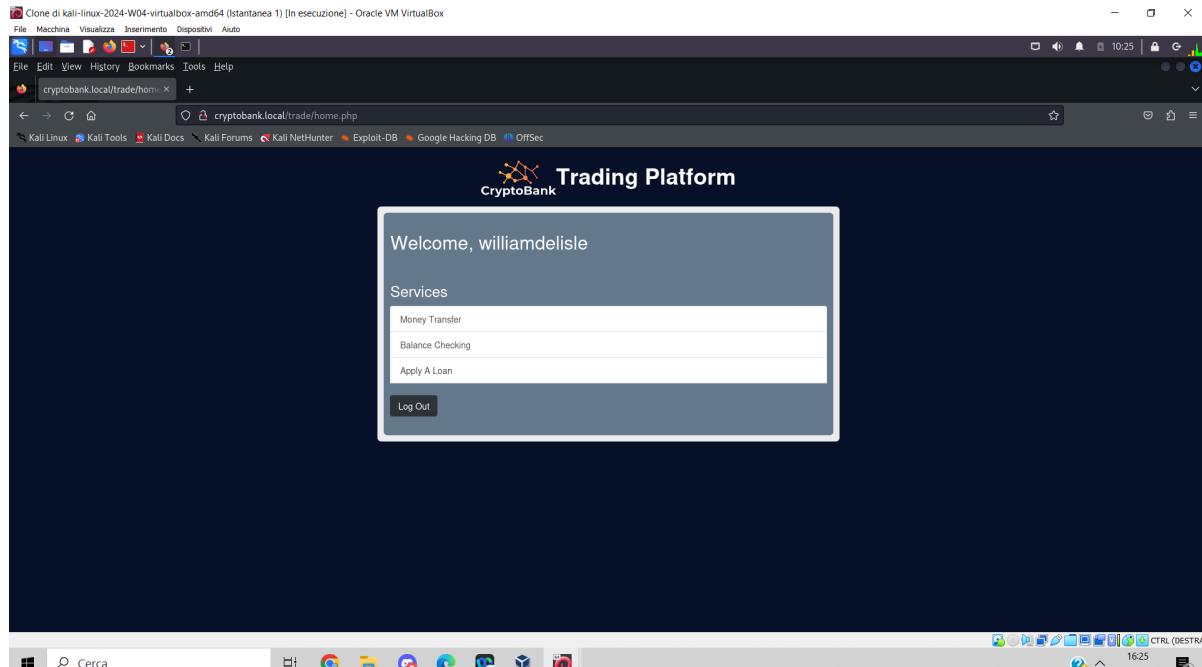 Clone di kali-linux-2024-W04-virtualbox-amd64 (Istantanea 1) [In esecuzione] - Oracle VM VirtualBox
File Macchina Visualizza Inserimento Dispositivi Aiuto
10:25
File Edit View History Bookmarks Tools Help
cryptobank.local/trade/home
cryptobank.local/trade/home.php
Kali Linux Kali Tools Kali Docs Kali Forums Kali NetHunter Exploit-DB Google Hacking DB OffSec
CryptoBank Trading Platform
Welcome, williamdelisle
Services
Money Transfer
Balance Checking
Apply A Loan
Log Out
CTRL (DESTRA
Cerca
16:25